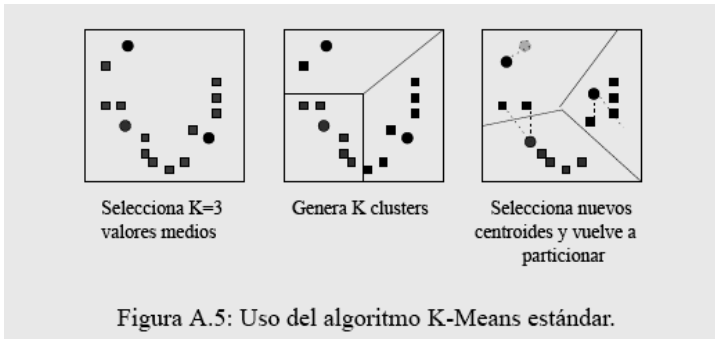 Selecciona K=3
valores medios
Genera K clusters
Selecciona nuevos
centroides y vuelve a
particionar
Figura A.5: Uso del algoritmo K-Means estándar.